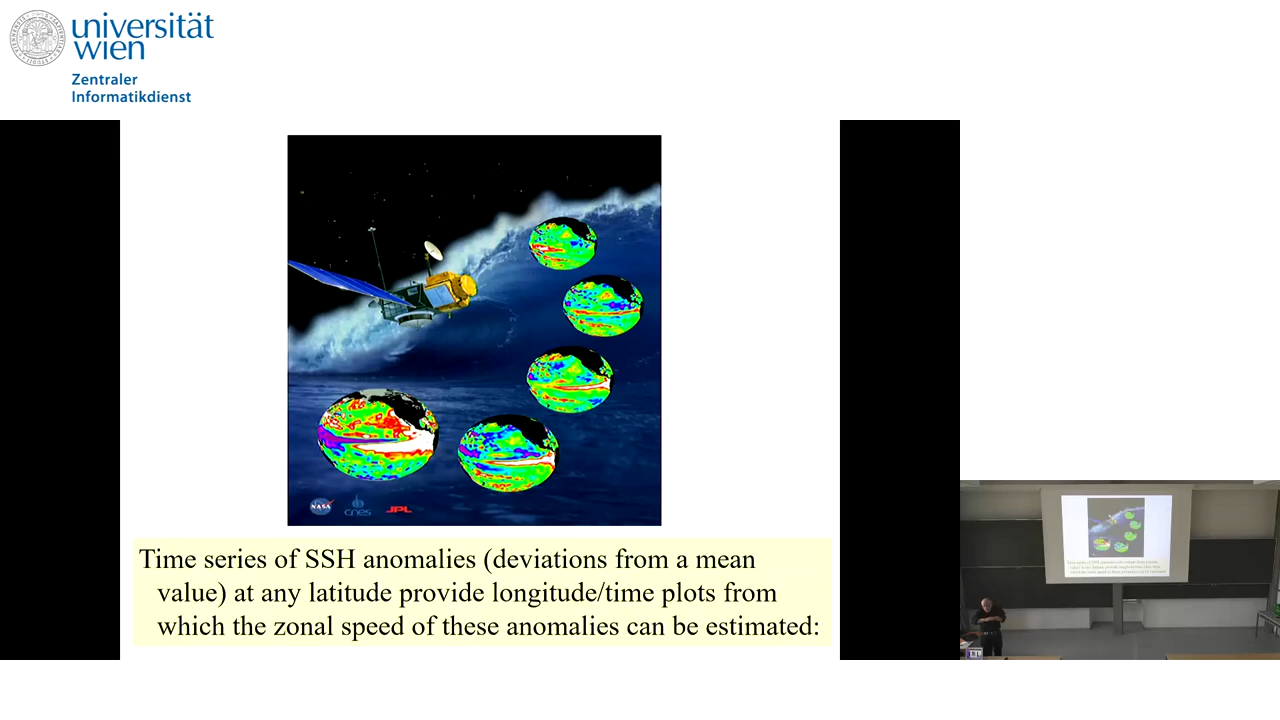 universität
wien
Zentraler
Informatikdienst
NASA
cnes
JPL
Time series of SSH anomalies (deviations from a mean
value) at any latitude provide longitude/time plots from
which the zonal speed of these anomalies can be estimated: